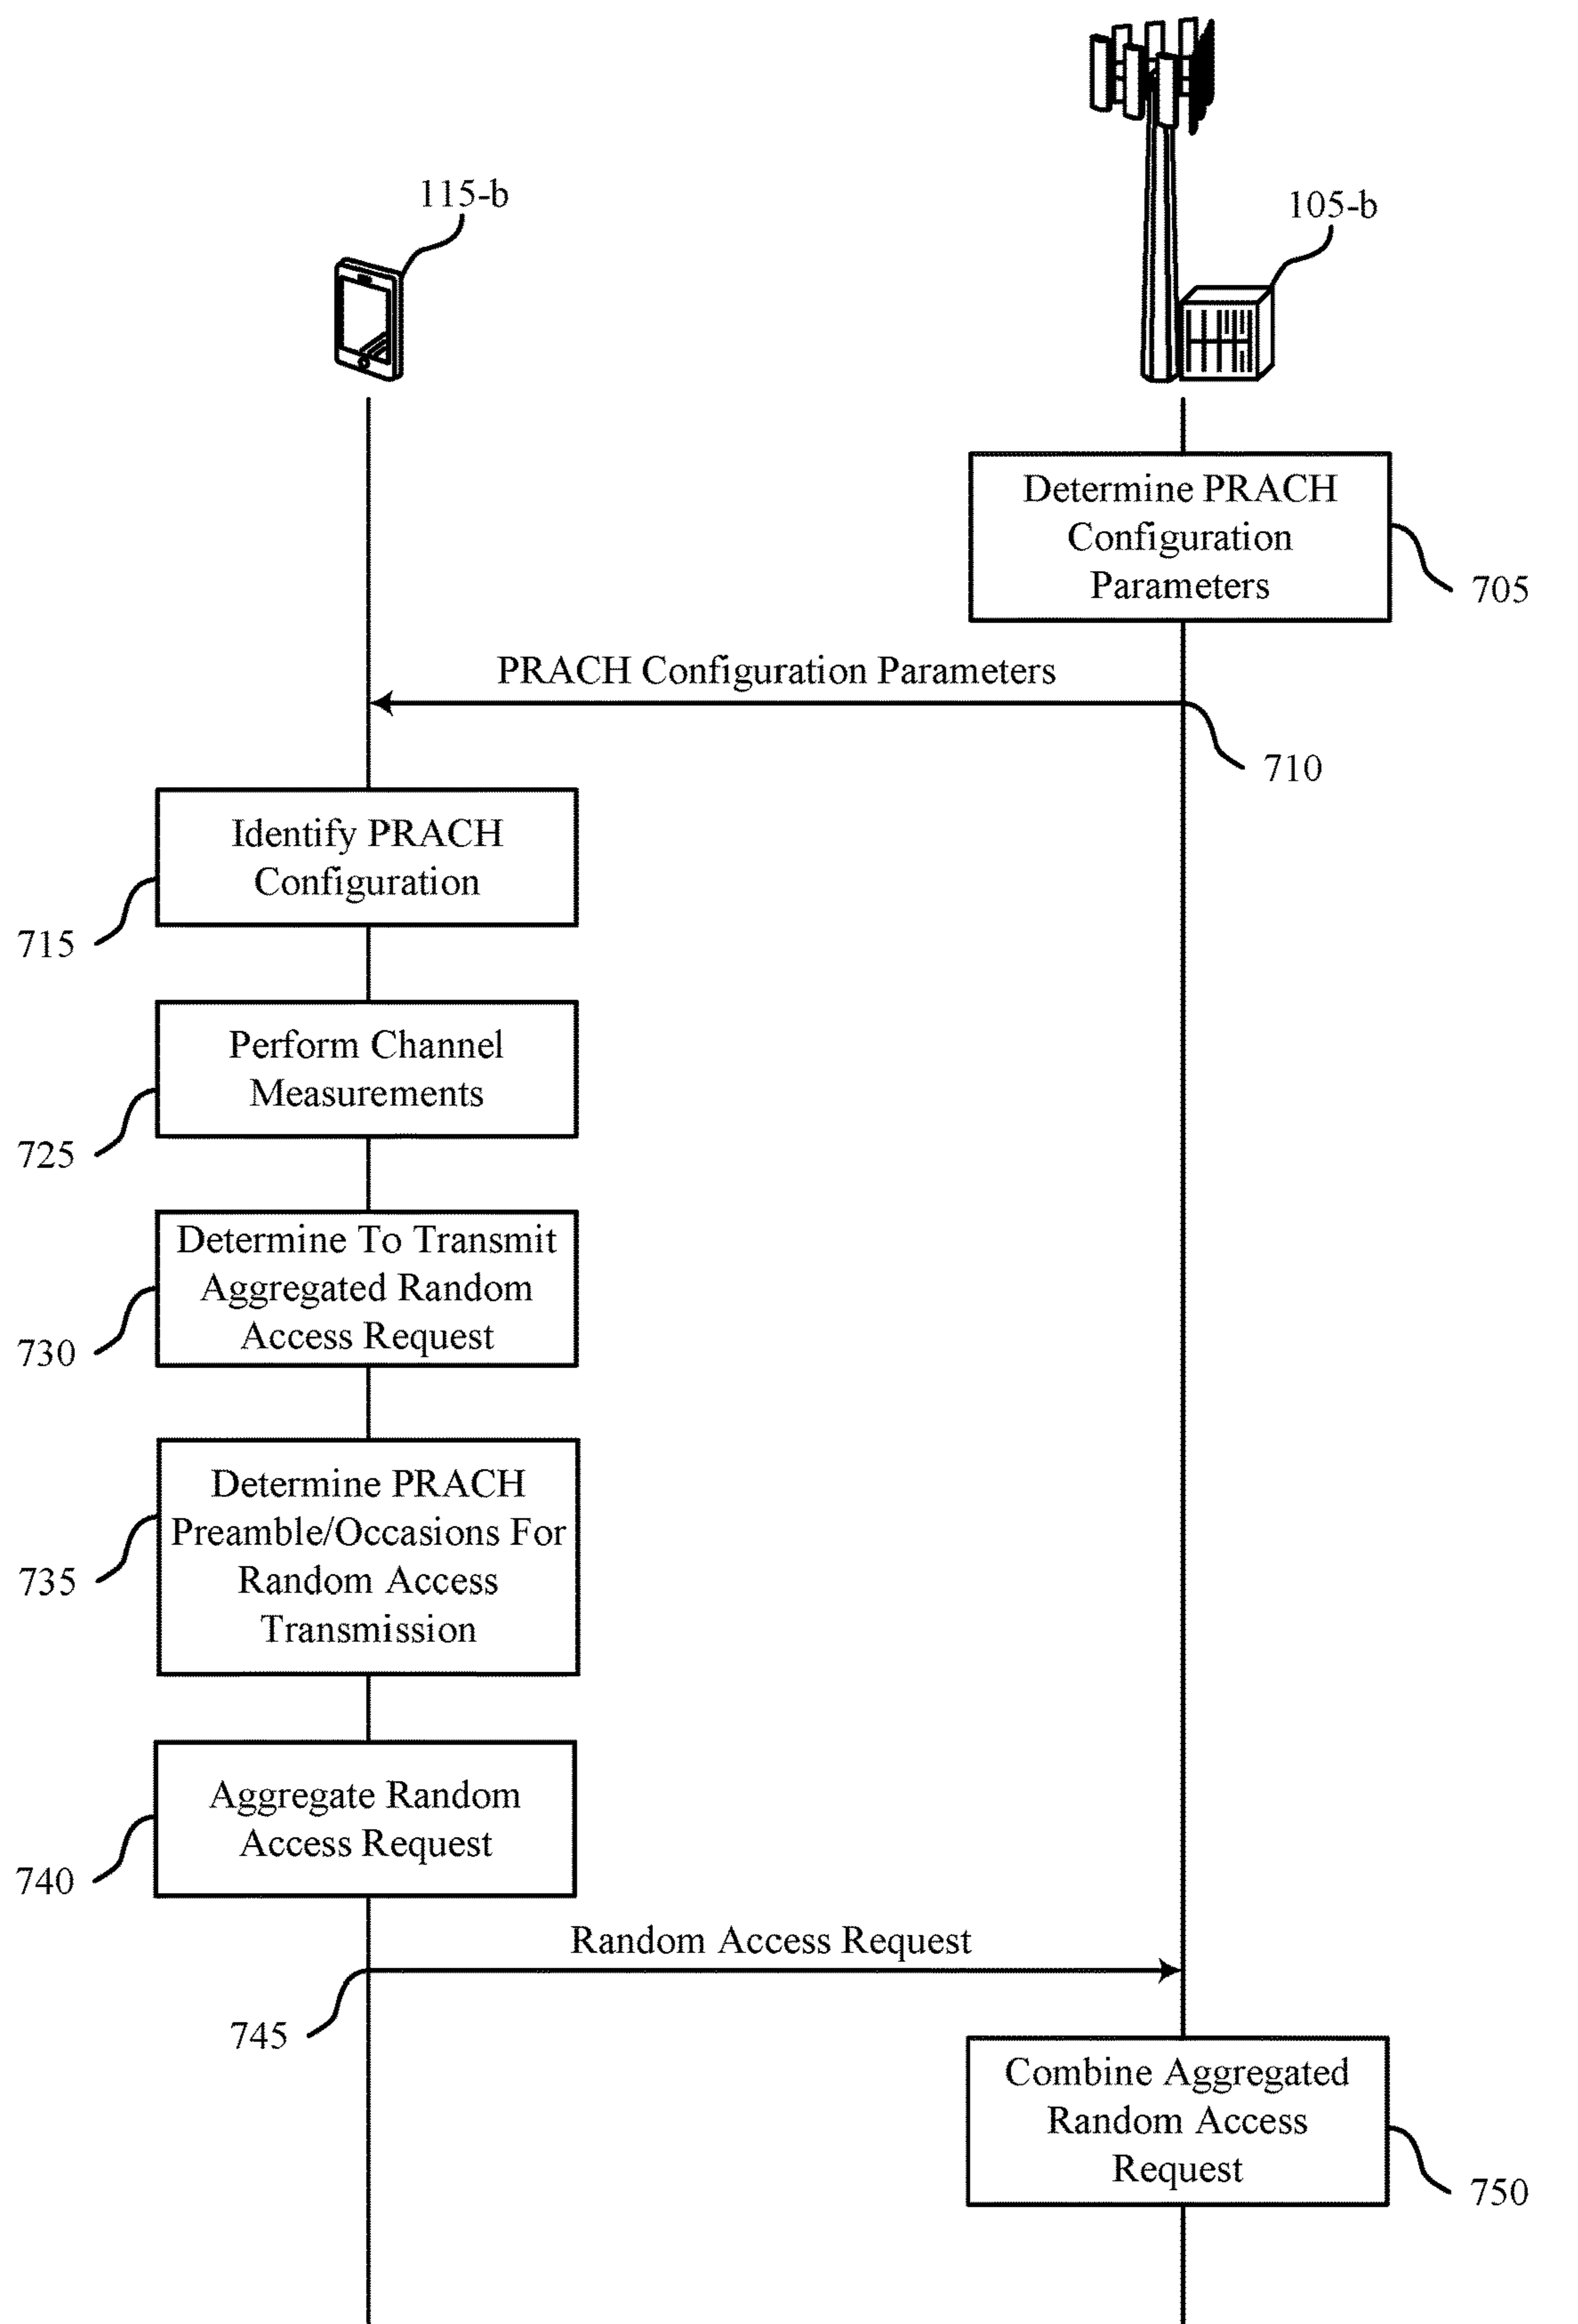 115-b
105-b
Determine PRACH
Configuration
Parameters
705
PRACH Configuration Parameters
710
Identify PRACH
Configuration
715
Perform Channel
Measurements
725
Determine To Transmit
Aggregated Random
Access Request
730
Determine PRACH
Preamble/Occasions For
Random Access
Transmission
735
Aggregate Random
Access Request
740
Random Access Request
745
Combine Aggregated
Random Access
Request
750